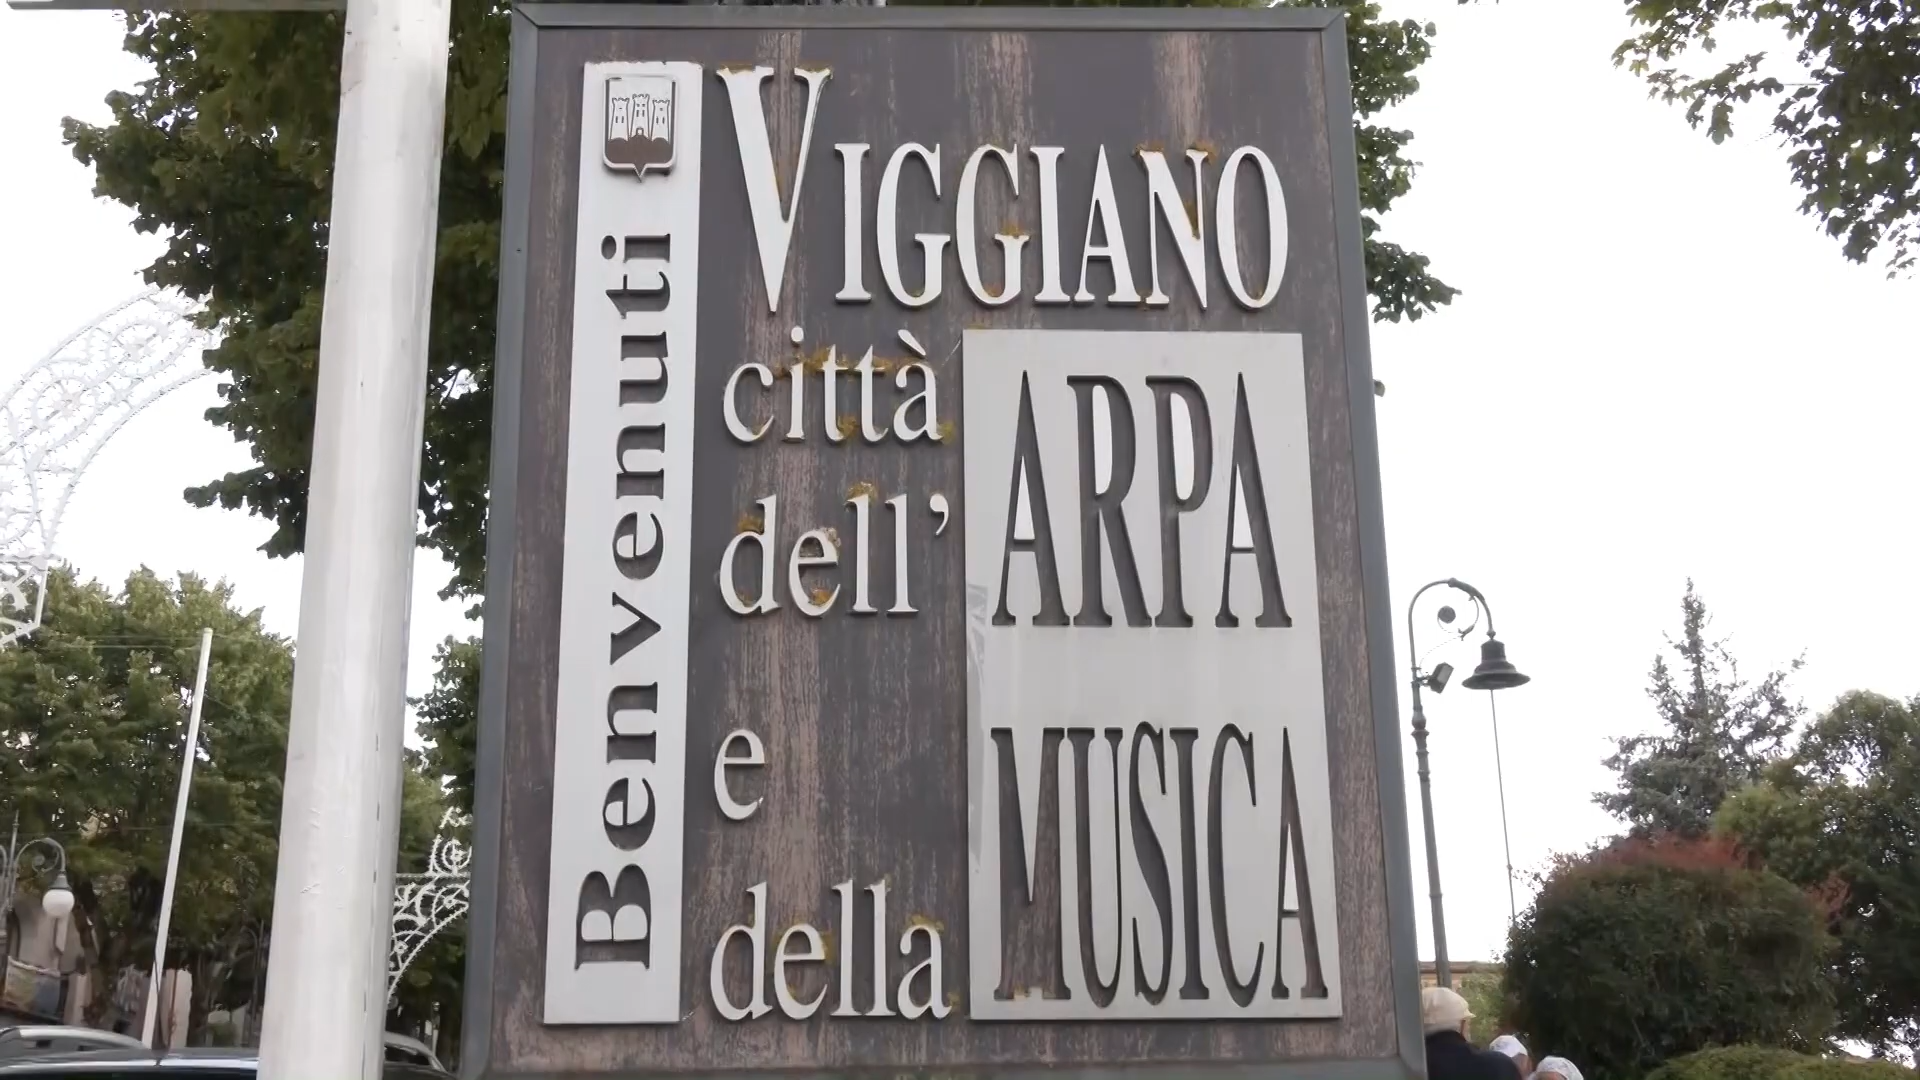 Benvenuti
VIGGIANO
città
dell' ARPA
e MUSICA
della